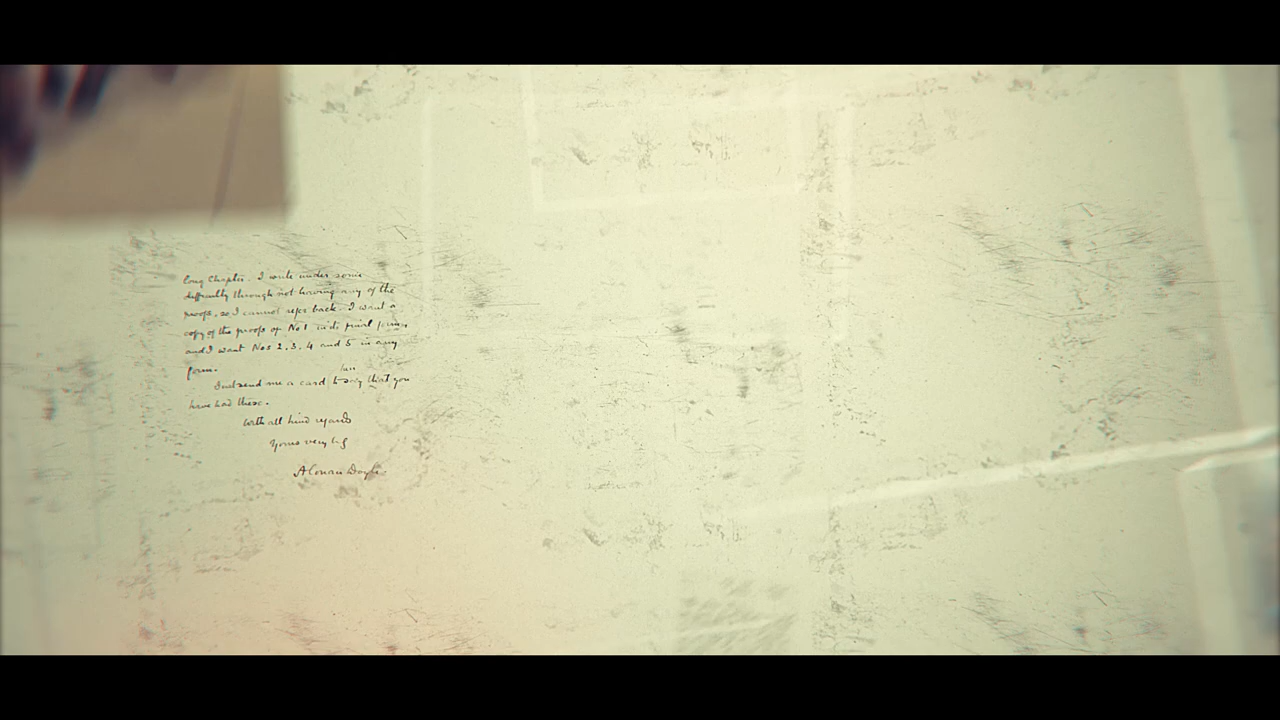 long Chapter. I write under some
difficulty through not having any of the
proofs, so I cannot refer back. I want a
copy of the proofs of No 1 in its final form,
and I want Nos 2, 3, 4 and 5 in any
form.
Just send me a card to say that you
have had these.
With all kind regards
Yours very
A Conan Doyle